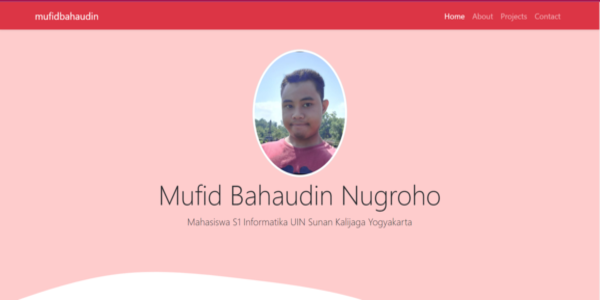 mufidbahaudin
Home About Projects Contact
Mufid Bahaudin Nugroho
Mahasiswa S1 Informatika UIN Sunan Kalijaga Yogyakarta